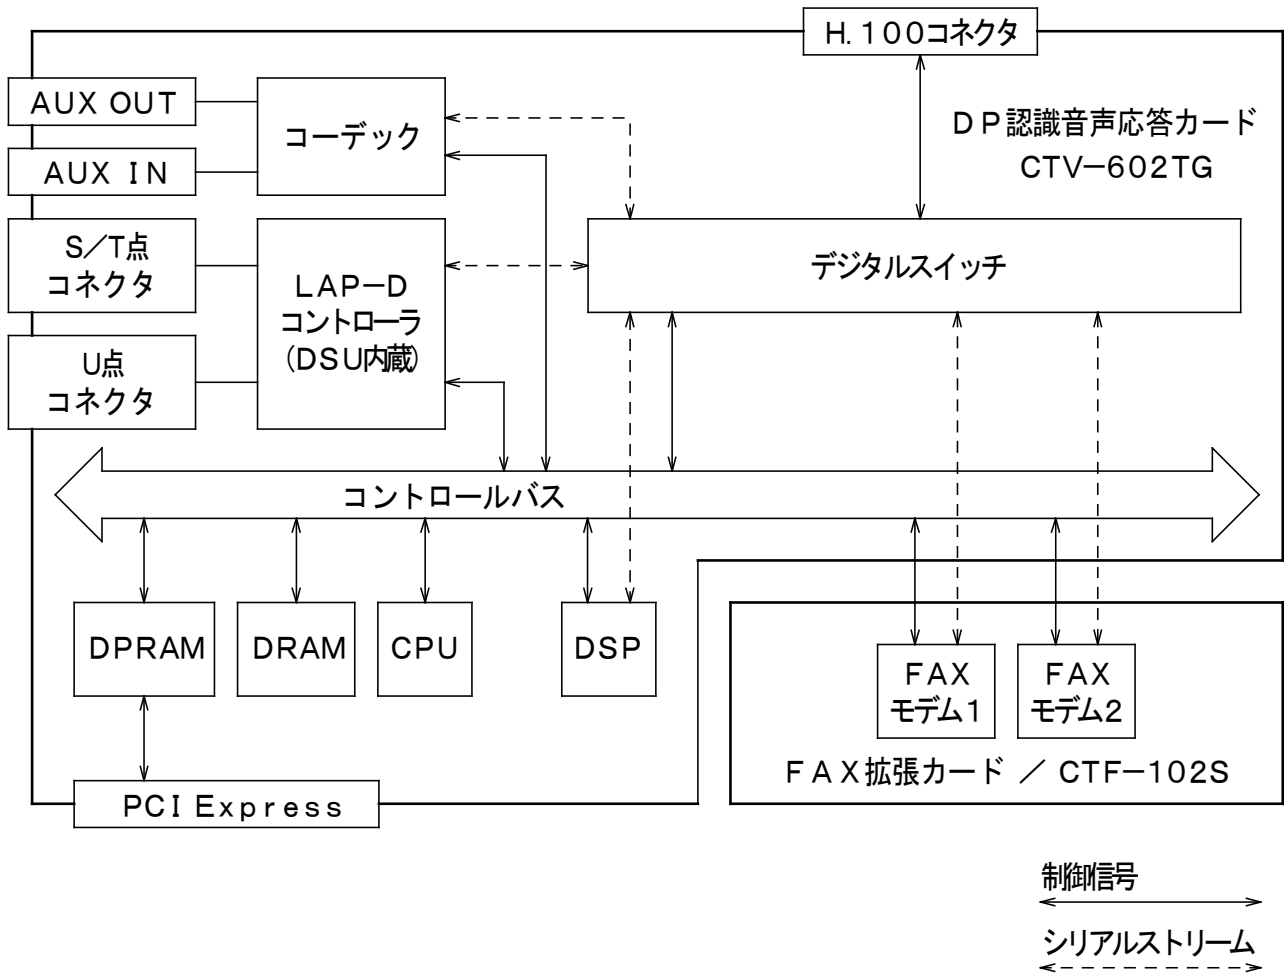 H.100コネクタ
AUX OUT
コーデック
DP認識音声応答カード
CTV-602TG
AUX IN
S/T点
コネクタ
LAP-D
コントローラ
(DSU内蔵)
デジタルスイッチ
U点
コネクタ
コントロールバス
DPRAM
DRAM
CPU
DSP
FAX
モデム1
FAX
モデム2
FAX拡張カード / CTF-102S
PCI Express
制御信号
シリアルストリーム